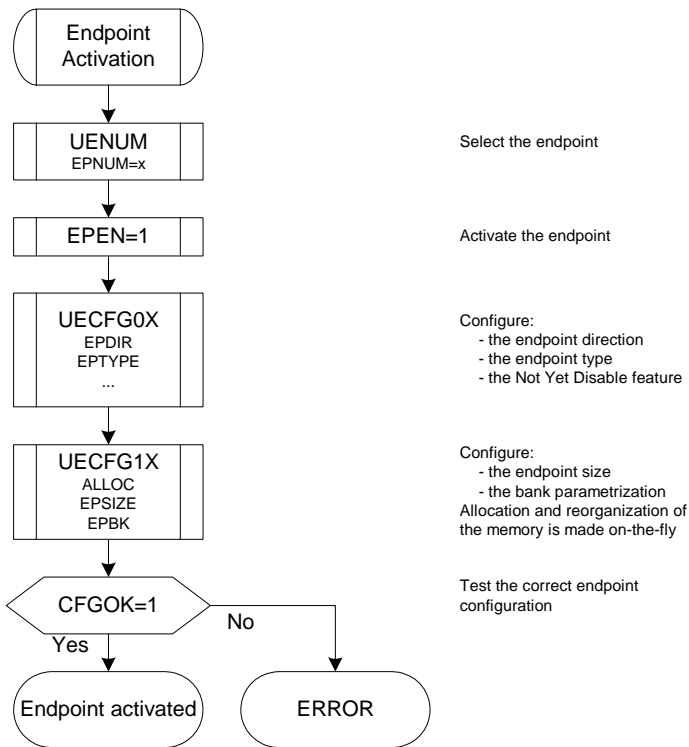 Endpoint
Activation
UENUM
EPNUM=x
Select the endpoint
EPEN=1
Activate the endpoint
UECFG0X
EPDIR
EPTYPE
...
Configure:
- the endpoint direction
- the endpoint type
- the Not Yet Disable feature
UECFG1X
ALLOC
EPSIZE
EPBK
Configure:
- the endpoint size
- the bank parametrization
Allocation and reorganization of
the memory is made on-the-fly
CFGOK=1
Test the correct endpoint
configuration
No
Yes
Endpoint activated
ERROR